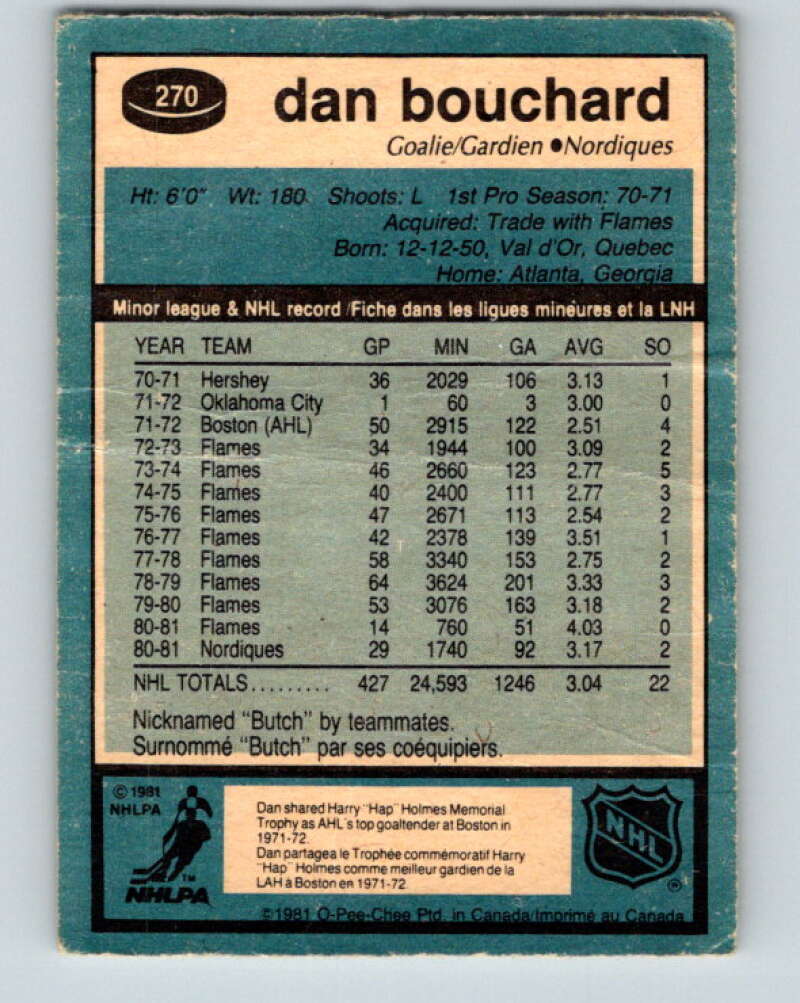 270
dan bouchard
Goalie/Gardien ●Nordiques
Ht: 6'0" Wt: 180 Shoots: L 1st Pro Season: 70-71
Acquired: Trade with Flames
Born: 12-12-50, Val d'Or, Quebec
Home: Atlanta, Georgia
Minor league & NHL record /Fiche dans les ligues mineures et la LNH
YEAR TEAM GP MIN GA AVG SO
70-71 Hershey 36 2029 106 3.13 1
71-72 Oklahoma City 1 60 3 3.00 0
71-72 Boston (AHL) 50 2915 122 2.51 4
72-73 Flames 34 1944 100 3.09 2
73-74 Flames 46 2660 123 2.77 5
74-75 Flames 40 2400 111 2.77 3
75-76 Flames 47 2671 113 2.54 2
76-77 Flames 42 2378 139 3.51 1
77-78 Flames 58 3340 153 2.75 2
78-79 Flames 64 3624 201 3.33 3
79-80 Flames 53 3076 163 3.18 2
80-81 Flames 14 760 51 4.03 0
80-81 Nordiques 29 1740 92 3.17 2
NHL TOTALS......... 427 24,593 1246 3.04 22
Nicknamed "Butch" by teammates.
Surnommé "Butch" par ses coéquipiers.
© 1981
NHLPA
TM
NHLPA
Dan shared Harry "Hap" Holmes Memorial
Trophy as AHL's top goaltender at Boston in
1971-72.
Dan partagea le Trophée commémoratif Harry
"Hap" Holmes comme meilleur gardien de la
LAH à Boston en 1971-72
NHL
®
©1981 O-Pee-Chee Ptd. in Canada/Imprimé au Canada